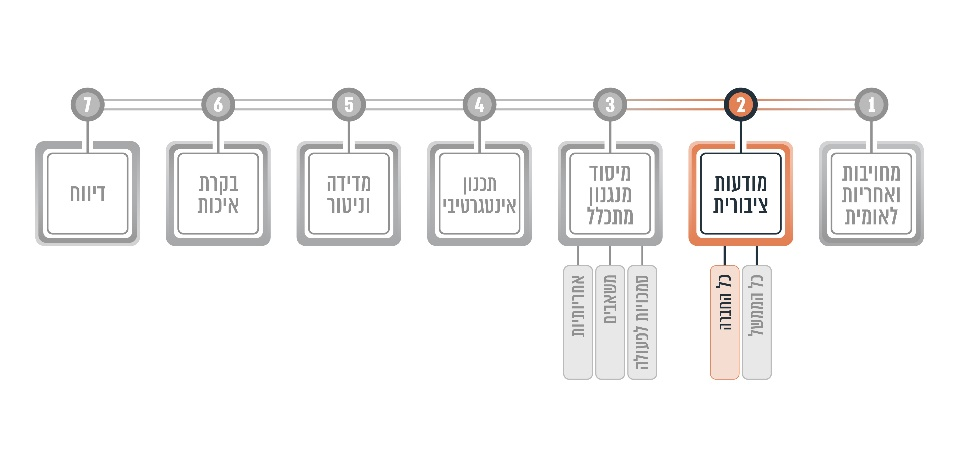 1
2
3
4
5
6
7
מחויבות
ואחריות
לאומית
מודעות
ציבורית
מיסוד
מנגנון
מתכלל
תכנון
אינטגרטיבי
מדידה
וניטור
בקרת
איכות
דיווח
כל הממשל
כל החברה
סמכויות לפעולה
תשאבים
אחריותיות